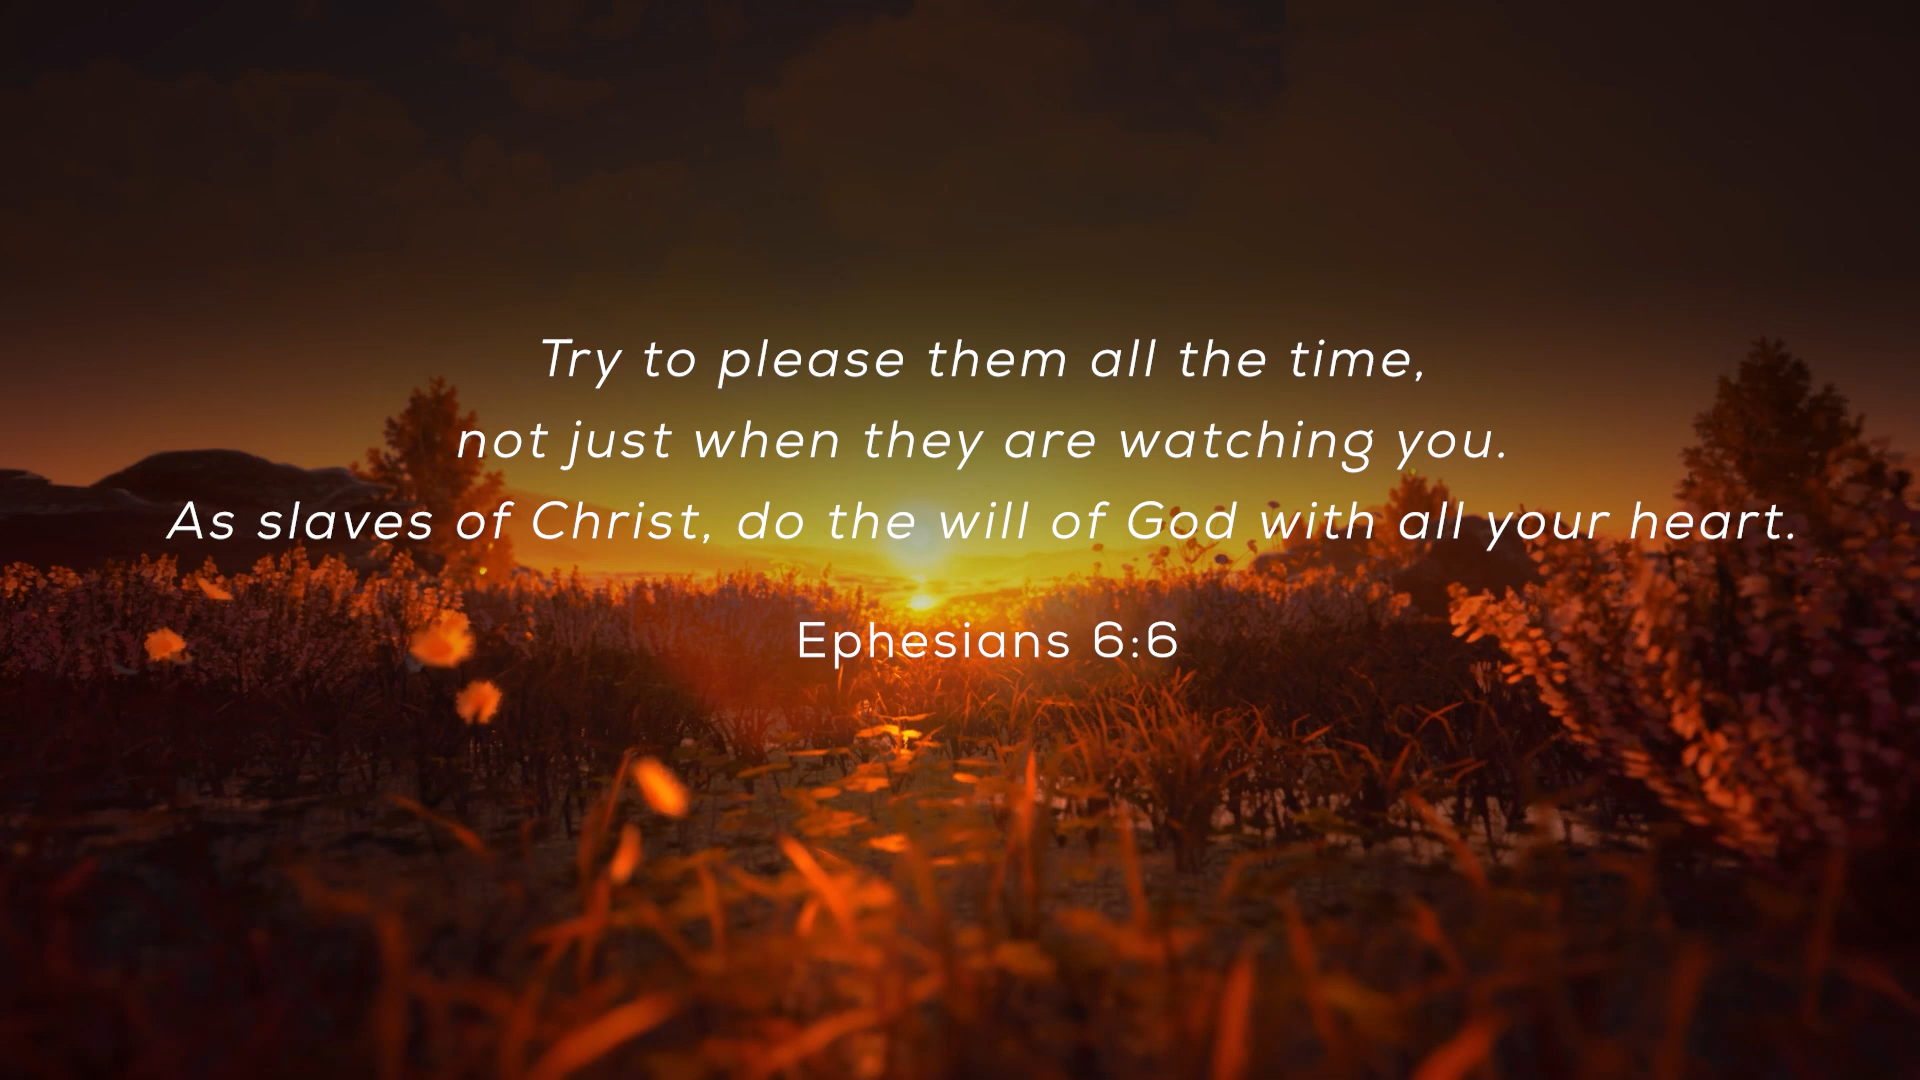 Try to please them all the time,
not just when they are watching you.
As slaves of Christ, do the will of God with all your heart.
Ephesians 6:6